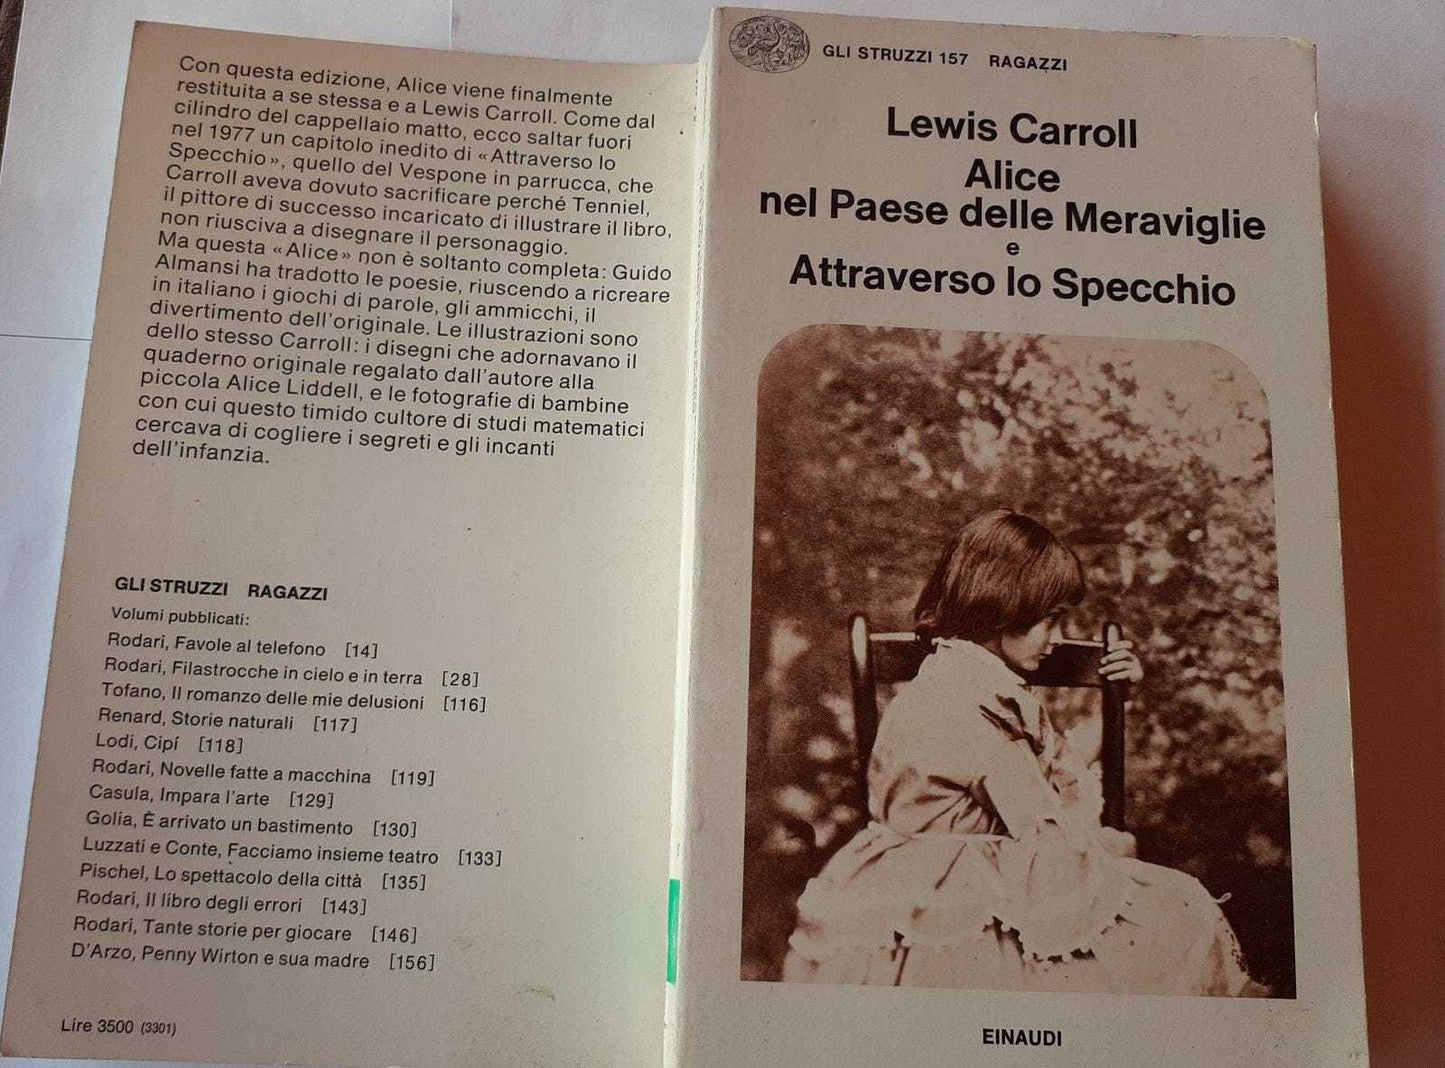 Con questa edizione, Alice viene finalmente
restituita a se stessa e a Lewis Carroll. Come dal
cilindro del cappellaio matto, ecco saltar fuori
nel 1977 un capitolo inedito di «Attraverso lo
Specchio», quello del Vespone in parrucca, che
Carroll aveva dovuto sacrificare perché Tenniel,
il pittore di successo incaricato di illustrare il libro,
non riusciva a disegnare il personaggio.
Ma questa «Alice» non è soltanto completa: Guido
Almansi ha tradotto le poesie, riuscendo a ricreare
in italiano i giochi di parole, gli ammicchi, il
divertimento dell'originale. Le illustrazioni sono
dello stesso Carroll: i disegni che adornavano il
quaderno originale regalato dall'autore alla
piccola Alice Liddell, e le fotografie di bambine
con cui questo timido cultore di studi matematici
cercava di cogliere i segreti e gli incanti
dell'infanzia.
GLI STRUZZI RAGAZZI
Volumi pubblicati:
Rodari, Favole al telefono [14]
Rodari, Filastrocche in cielo e in terra [28]
Tofano, Il romanzo delle mie delusioni [116]
Renard, Storie naturali [117]
Lodi, Cipí [118]
Rodari, Novelle fatte a macchina [119]
Casula, Impara l'arte [129]
Golia, È arrivato un bastimento [130]
Luzzati e Conte, Facciamo insieme teatro [133]
Pischel, Lo spettacolo della città [135]
Rodari, Il libro degli errori [143]
Rodari, Tante storie per giocare [146]
D'Arzo, Penny Wirton e sua madre [156]
Lire 3500 (3301)
GLI STRUZZI 157 RAGAZZI
Lewis Carroll
Alice
nel Paese delle Meraviglie
e
Attraverso lo Specchio
EINAUDI